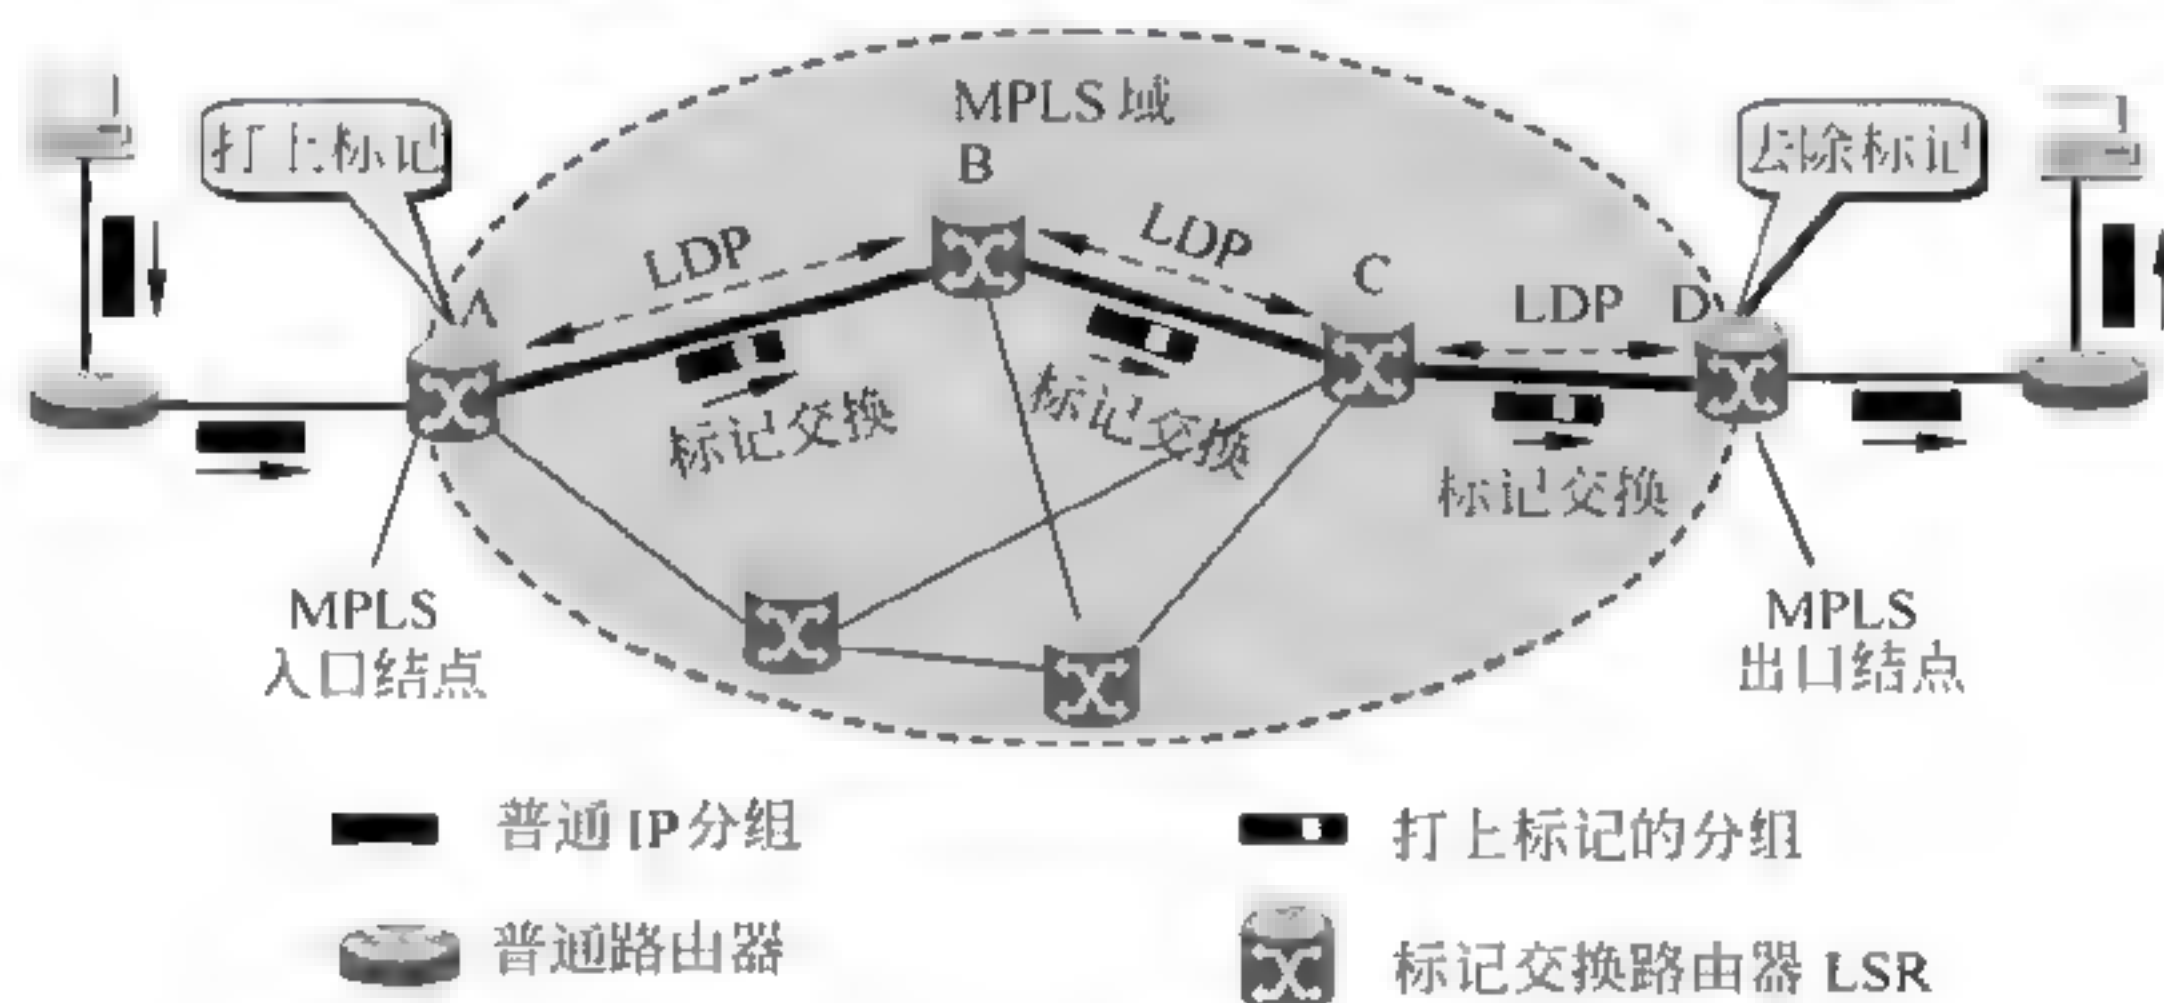 MPLS 域
打上标记
去除标记
B
LDP
LDP
C
LDP
D
A
标记交换
标记交换
标记交换
MPLS
入口结点
MPLS
出口结点
普通 IP 分组
打上标记的分组
普通路由器
标记交换路由器 LSR